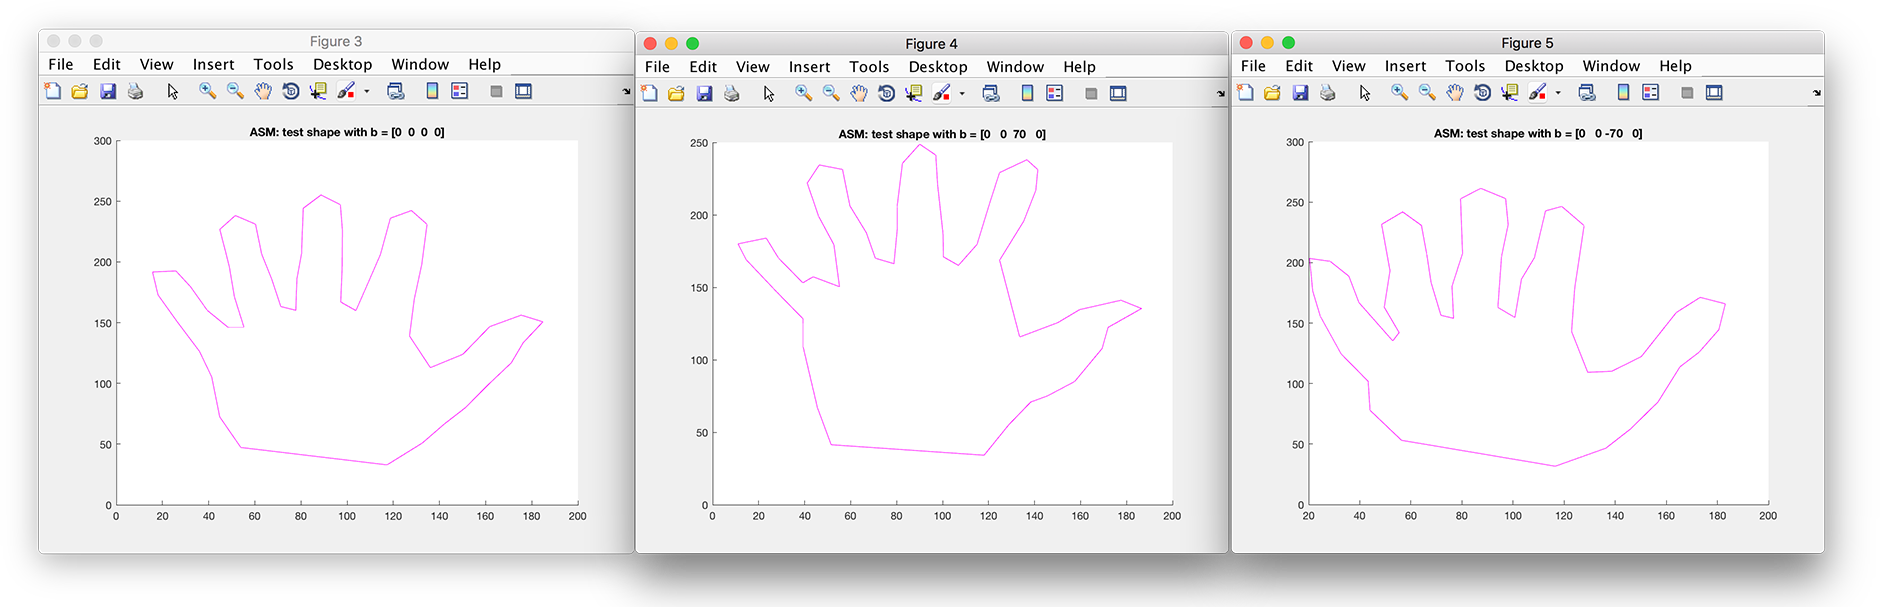 Figure 3
File Edit View Insert Tools Desktop Window Help
ASM: test shape with b = [0 0 0 0]
300
250
200
150
100
50
0
0 20 40 60 80 100 120 140 160 180 200
Figure 4
File Edit View Insert Tools Desktop Window Help
ASM: test shape with b = [0 0 70 0]
250
200
150
100
50
0
0 20 40 60 80 100 120 140 160 180 200
Figure 5
File Edit View Insert Tools Desktop Window Help
ASM: test shape with b = [0 0 -70 0]
300
250
200
150
100
50
0
20 40 60 80 100 120 140 160 180 200